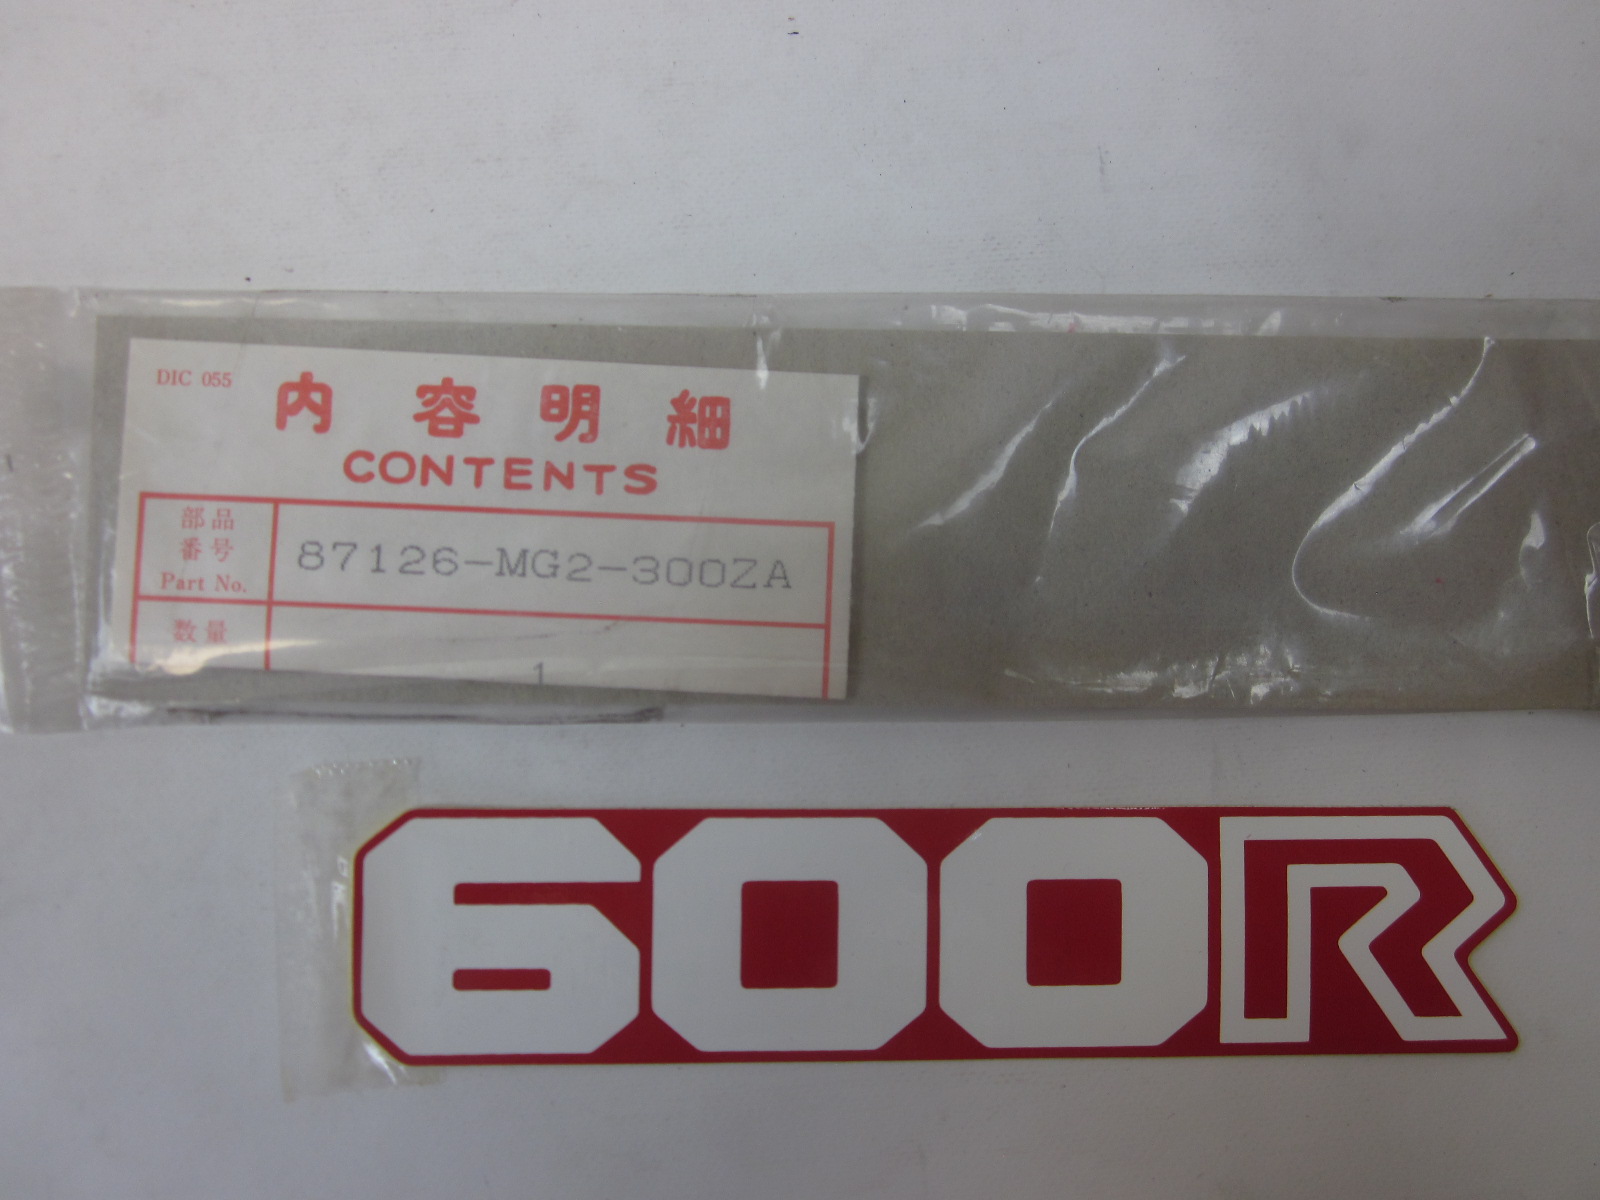 DIC 055
内容明細
CONTENTS
部品
番号
Part No.
87126-MG2-300ZA
数量
1
600R